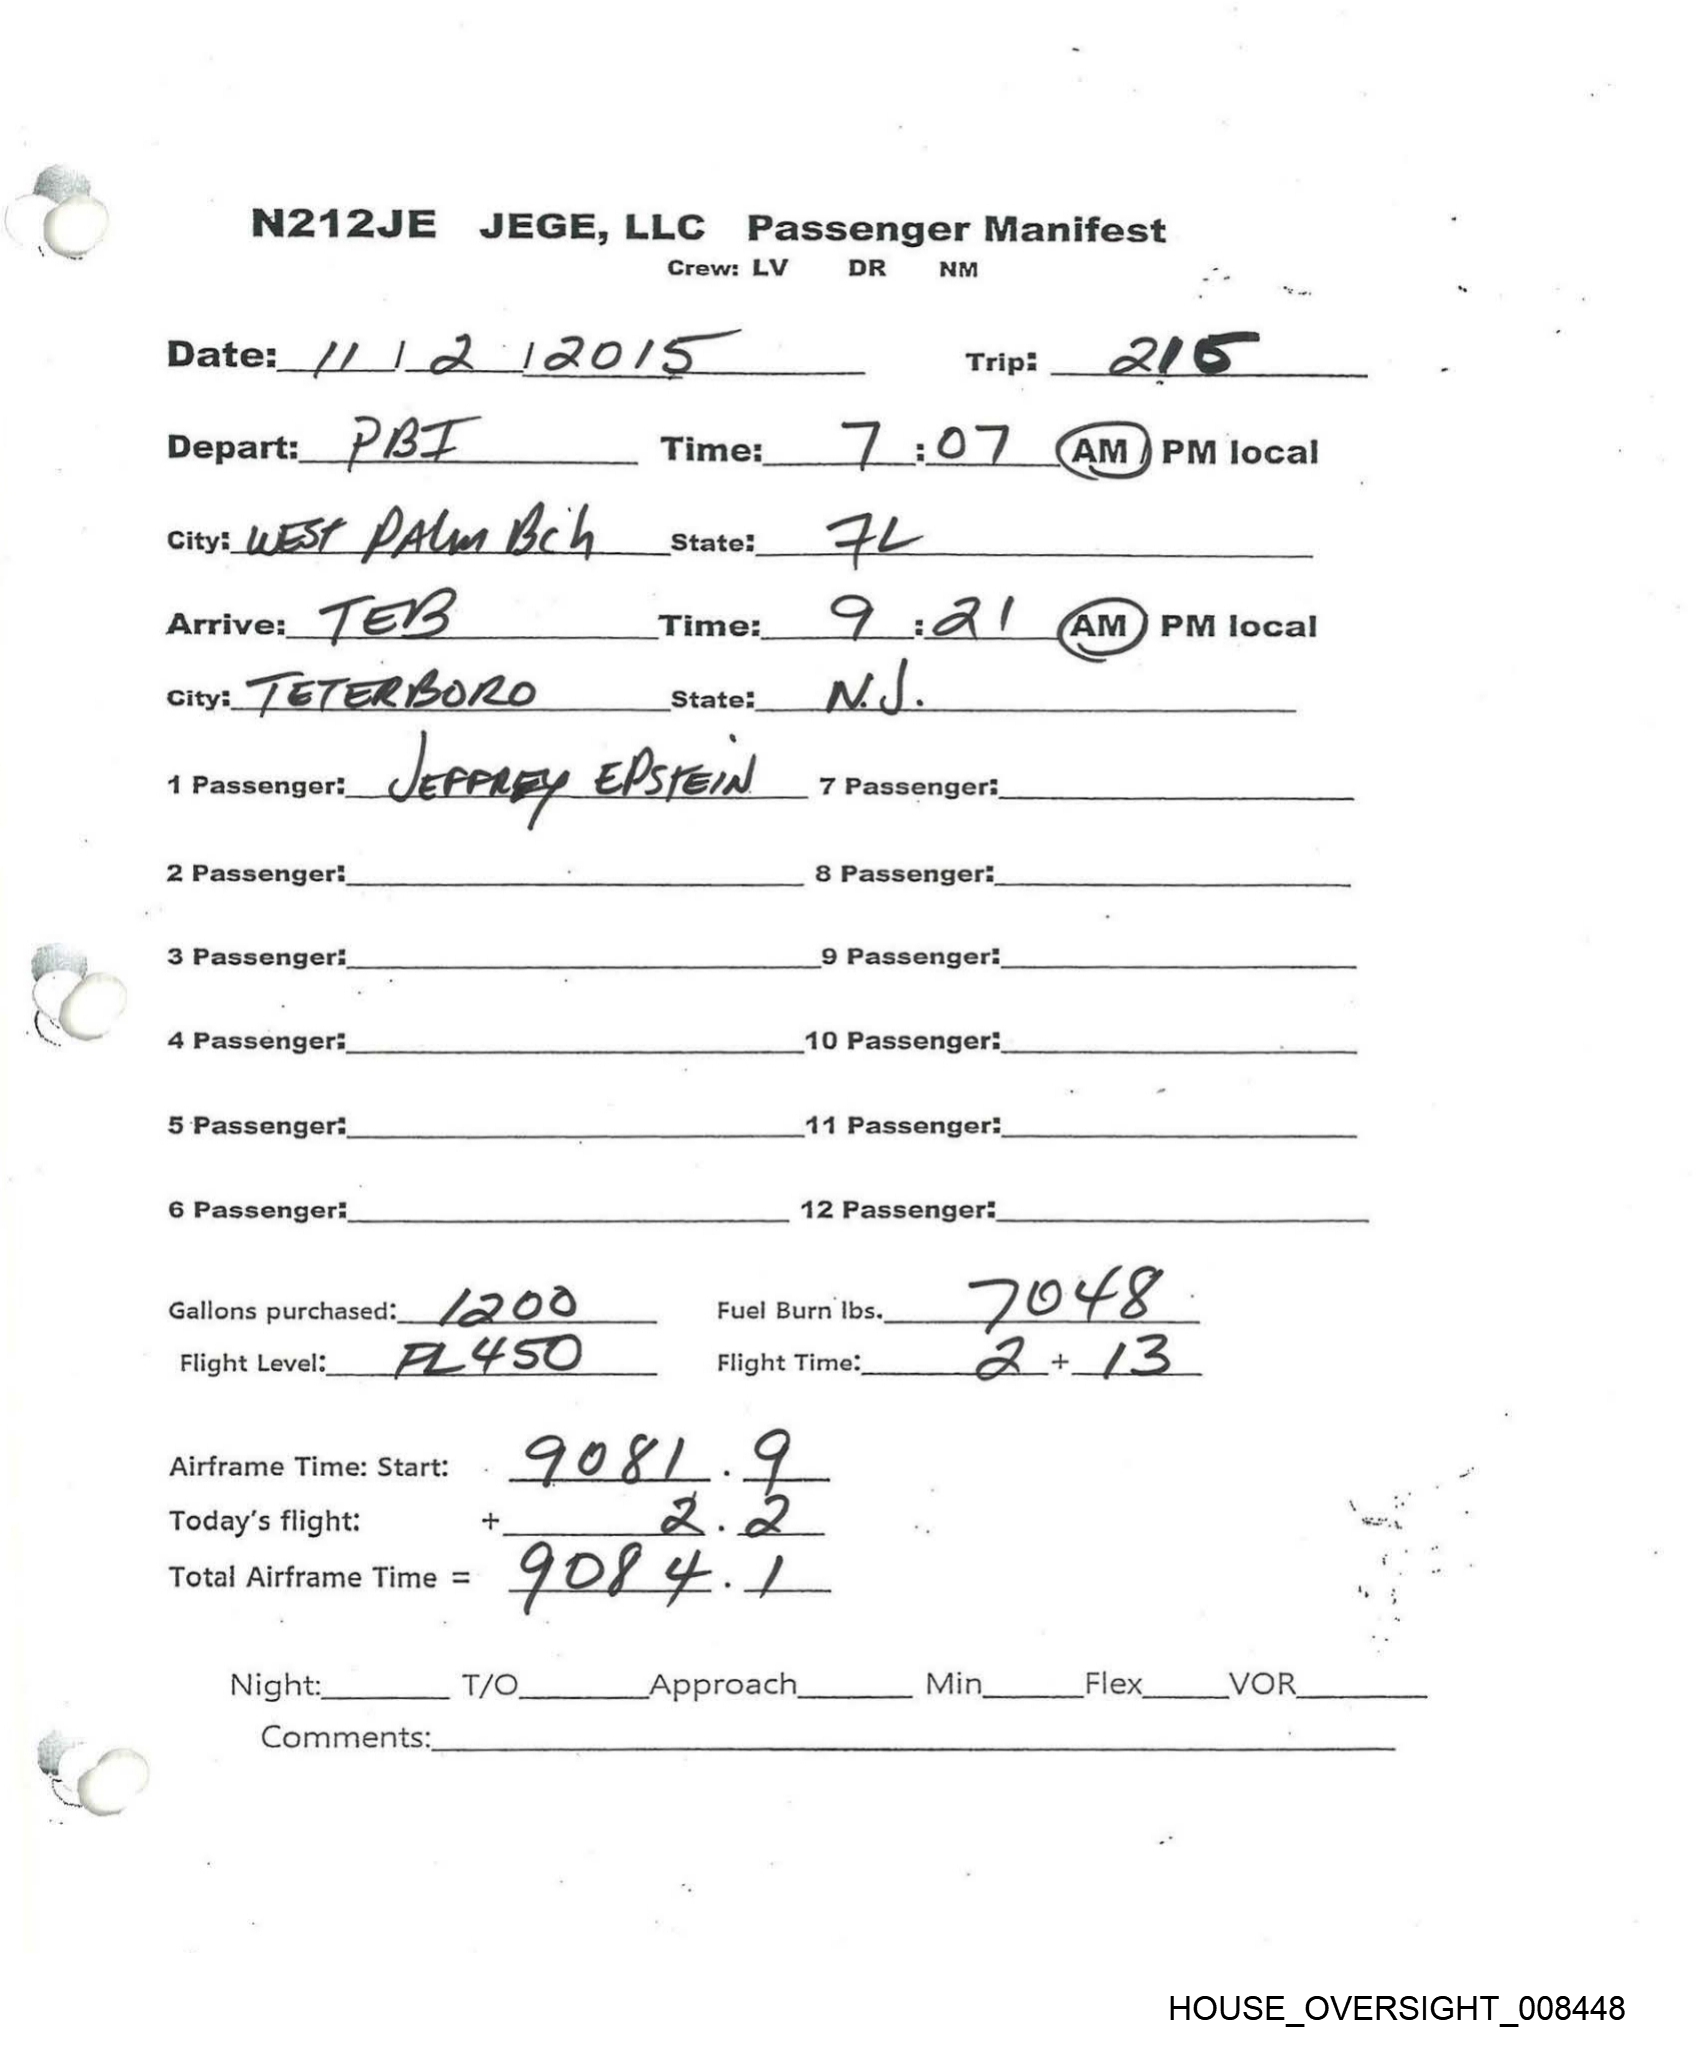 N212JE JEGE, LLC Passenger Manifest
Crew: LV DR NM
Date: 11 / 2 / 2015 Trip: 215
Depart: PBI Time: 7:07 AM PM local
City: WEST PALM Bch State: FL
Arrive: TEB Time: 9:21 AM PM local
City: TETERBORO State: N.J.
1 Passenger: JEFFREY EPSTEIN 7 Passenger:
2 Passenger: 8 Passenger:
3 Passenger: 9 Passenger:
4 Passenger: 10 Passenger:
5 Passenger: 11 Passenger:
6 Passenger: 12 Passenger:
Gallons purchased: 1200 Fuel Burn lbs. 7048
Flight Level: FL450 Flight Time: 2 + 13
Airframe Time: Start: 9081.9
Today's flight: + 2.2
Total Airframe Time = 9084.1
Night: T/O Approach Min Flex VOR
Comments:
HOUSE_OVERSIGHT_008448